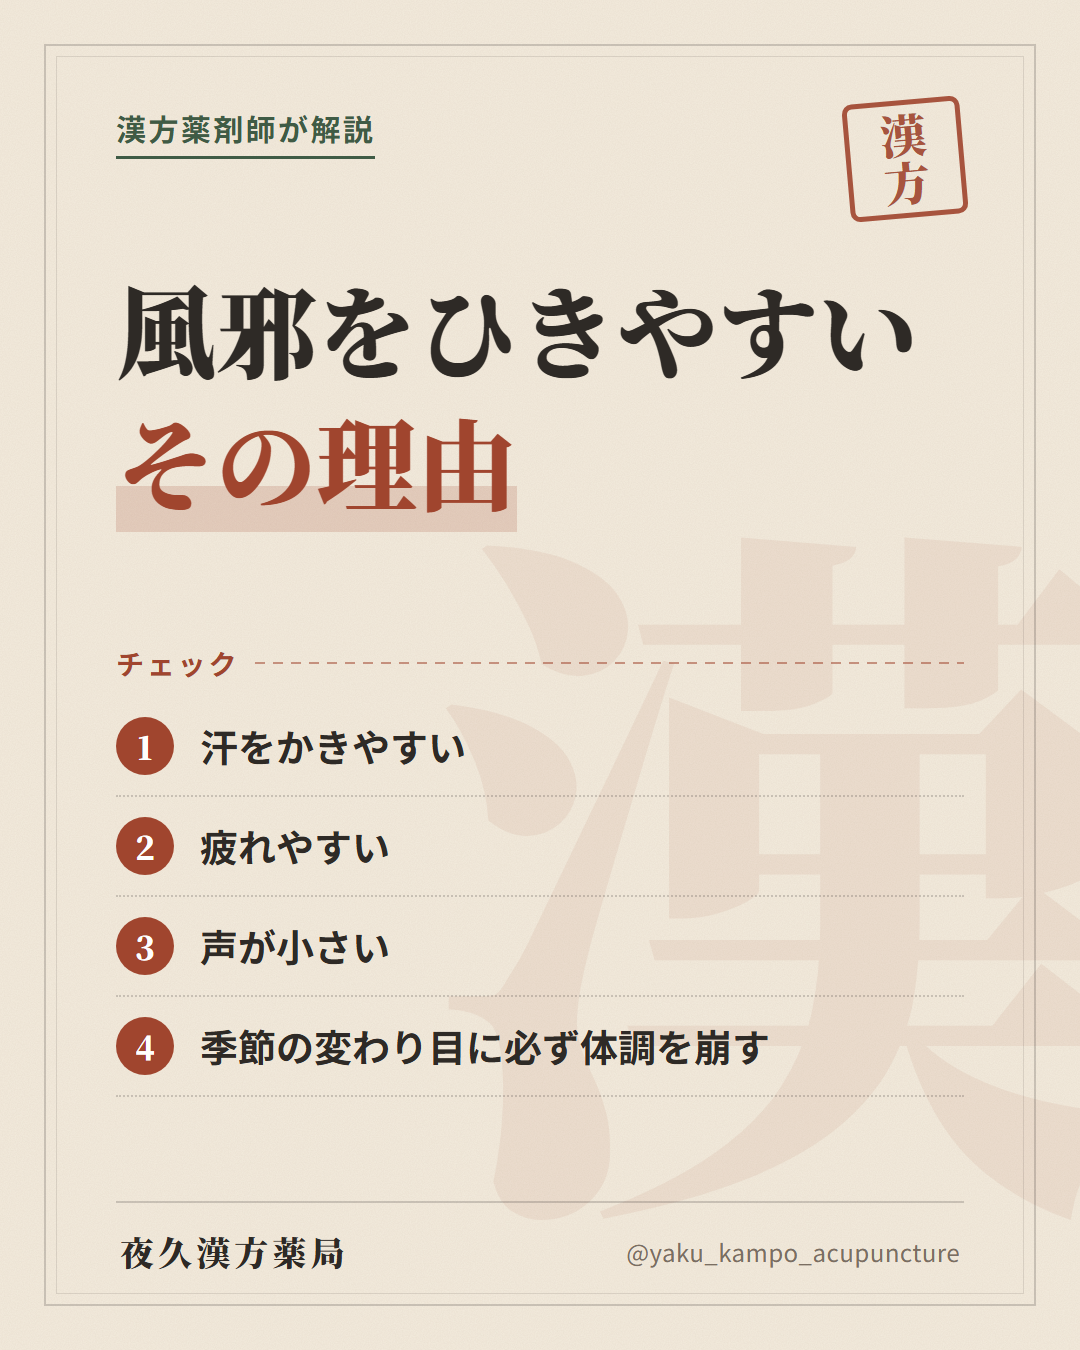 漢方薬剤師が解説
漢
方
風邪をひきやすい
その理由
チェック
1 汗をかきやすい
2 疲れやすい
3 声が小さい
4 季節の変わり目に必ず体調を崩す
漢
夜久漢方薬局
@yaku_kampo_acupuncture